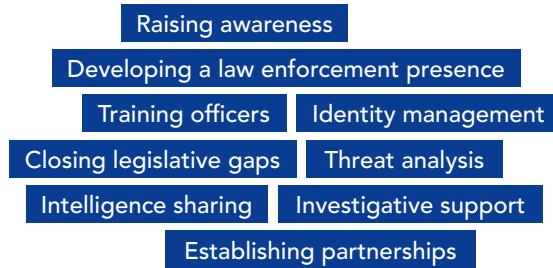 Raising awareness
Developing a law enforcement presence
Training officers Identity management
Closing legislative gaps Threat analysis
Intelligence sharing Investigative support
Establishing partnerships